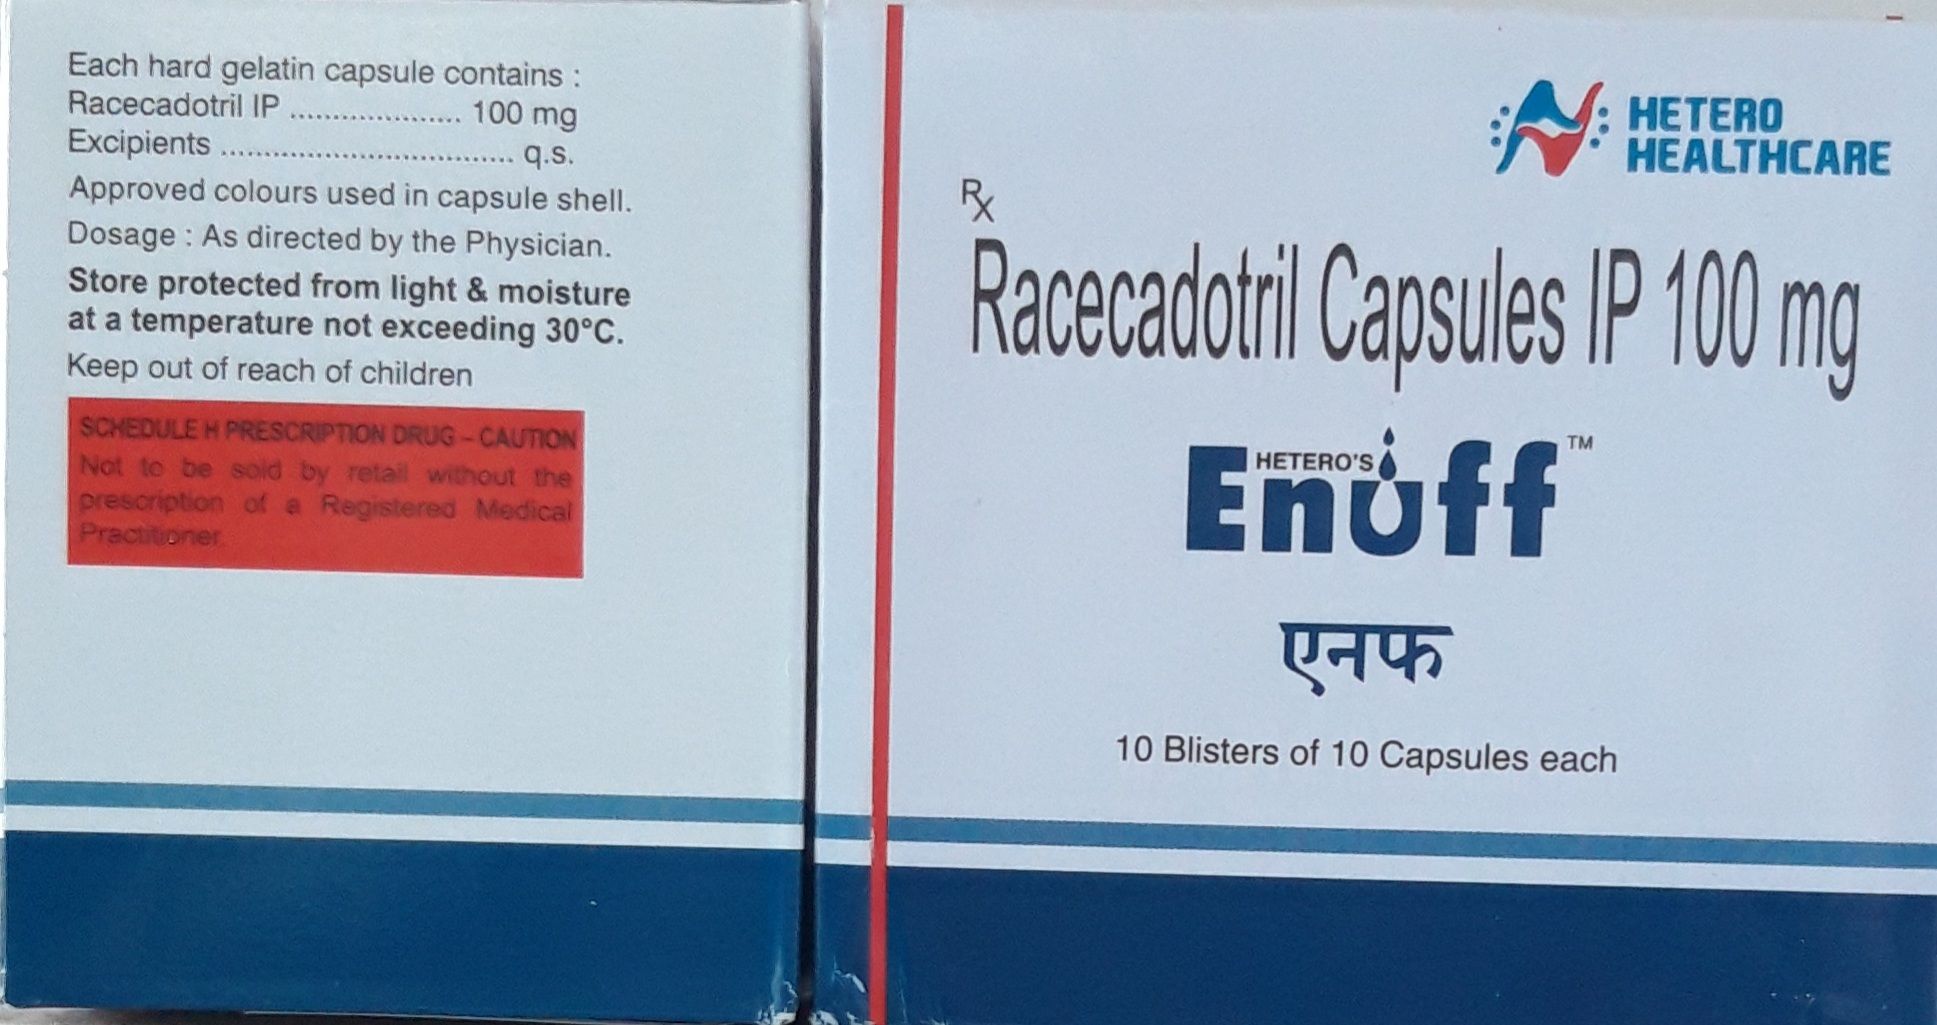 Each hard gelatin capsule contains :
Racecadotril IP .................... 100 mg
Excipients .................................. q.s.
Approved colours used in capsule shell.
Dosage : As directed by the Physician.
Store protected from light & moisture
at a temperature not exceeding 30°C.
Keep out of reach of children
SCHEDULE H PRESCRIPTION DRUG – CAUTION
Not to be sold by retail without the
prescription of a Registered Medical
Practitioner.
HETERO
HEALTHCARE
Rx
Racecadotril Capsules IP 100 mg
HETERO'S
Enuff™
एनफ
10 Blisters of 10 Capsules each